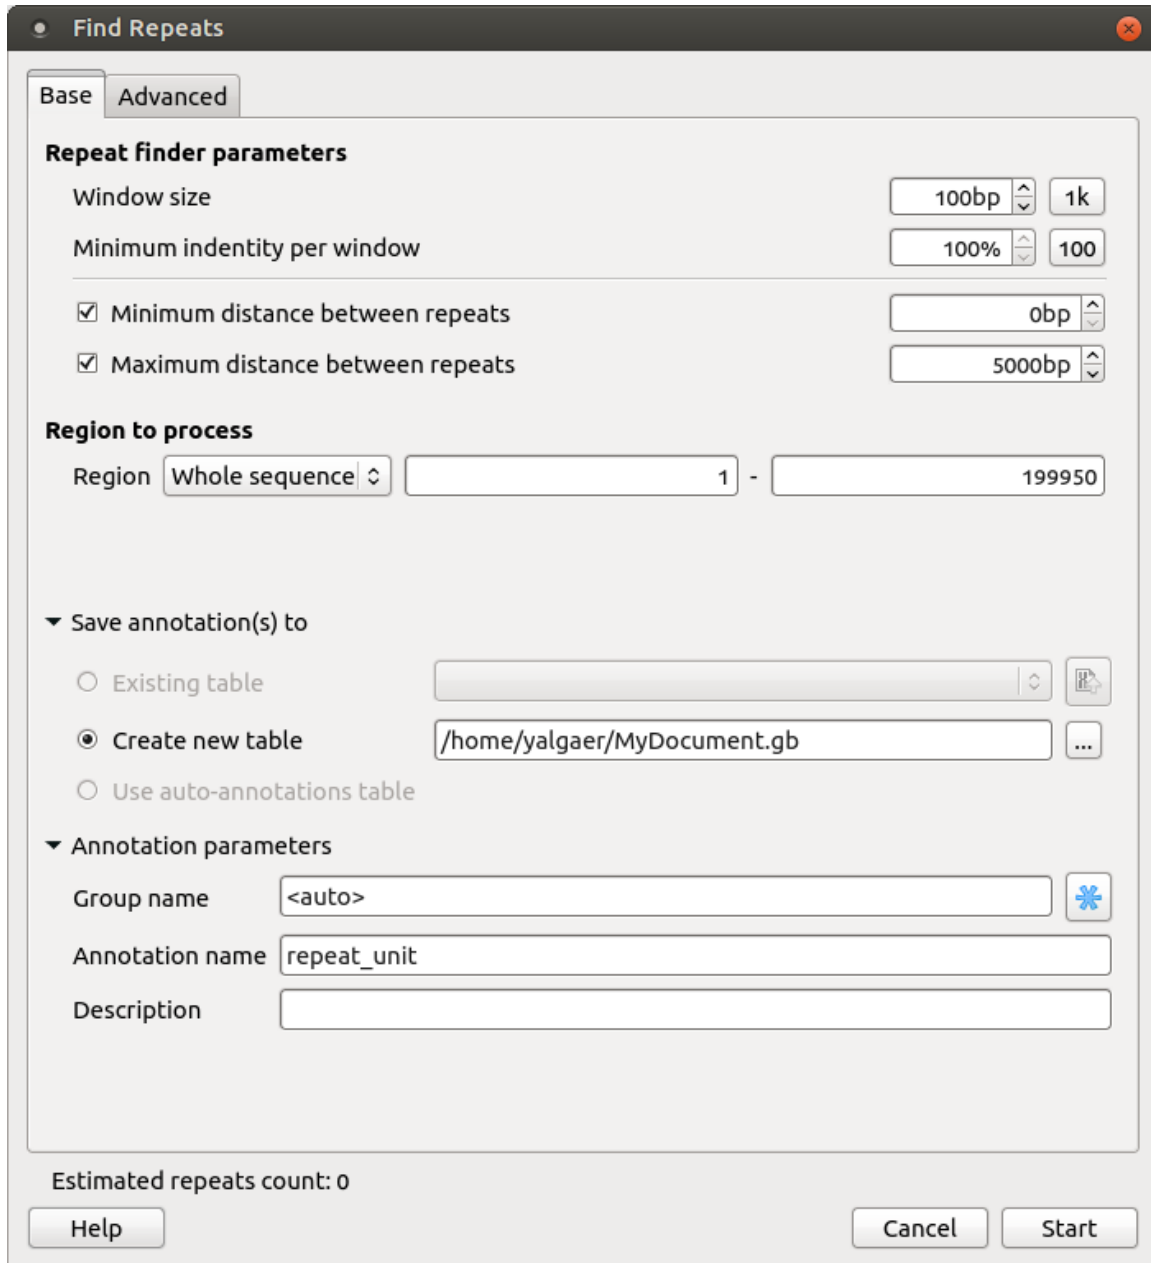 Find Repeats
Base Advanced
Repeat finder parameters
Window size 100bp 1k
Minimum indentity per window 100% 100
Minimum distance between repeats 0bp
Maximum distance between repeats 5000bp
Region to process
Region Whole sequence 1 - 199950
Save annotation(s) to
Existing table
Create new table /home/yalgaer/MyDocument.gb ...
Use auto-annotations table
Annotation parameters
Group name <auto>
Annotation name repeat_unit
Description
Estimated repeats count: 0
Help Cancel Start